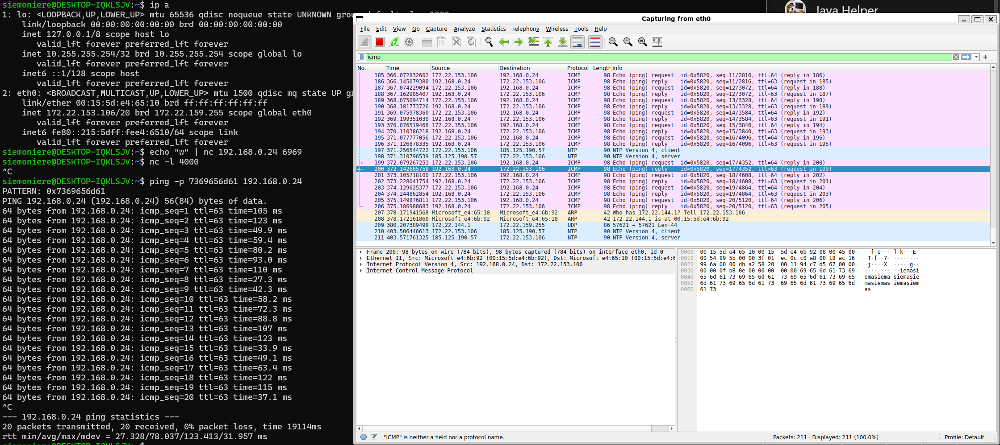 siemoniere@DESKTOP-IQKLSJV:~$ ip a
1: lo: <LOOPBACK,UP,LOWER_UP> mtu 65536 qdisc noqueue state UNKNOWN
link/loopback 00:00:00:00:00:00 brd 00:00:00:00:00:00
inet 127.0.0.1/8 scope host lo
valid_lft forever preferred_lft forever
inet 10.255.255.254/32 brd 10.255.255.254 scope global lo
valid_lft forever preferred_lft forever
inet6 ::1/128 scope host
valid_lft forever preferred_lft forever
2: eth0: <BROADCAST,MULTICAST,UP,LOWER_UP> mtu 1500 qdisc mq state UP
link/ether 00:15:5d:e4:65:10 brd ff:ff:ff:ff:ff:ff
inet 172.22.153.106/20 brd 172.22.159.255 scope global eth0
valid_lft forever preferred_lft forever
inet6 fe80::215:5dff:fee4:6510/64 scope link
valid_lft forever preferred_lft forever
siemoniere@DESKTOP-IQKLSJV:~$ echo "w" | nc 192.168.0.24 6969
siemoniere@DESKTOP-IQKLSJV:~$ nc -l 4000
^C
siemoniere@DESKTOP-IQKLSJV:~$ ping -p 7369656d61 192.168.0.24
PATTERN: 0x7369656d61
PING 192.168.0.24 (192.168.0.24) 56(84) bytes of data.
64 bytes from 192.168.0.24: icmp_seq=1 ttl=63 time=105 ms
64 bytes from 192.168.0.24: icmp_seq=2 ttl=63 time=123 ms
64 bytes from 192.168.0.24: icmp_seq=3 ttl=63 time=49.9 ms
64 bytes from 192.168.0.24: icmp_seq=4 ttl=63 time=59.4 ms
64 bytes from 192.168.0.24: icmp_seq=5 ttl=63 time=80.2 ms
64 bytes from 192.168.0.24: icmp_seq=6 ttl=63 time=93.0 ms
64 bytes from 192.168.0.24: icmp_seq=7 ttl=63 time=110 ms
64 bytes from 192.168.0.24: icmp_seq=8 ttl=63 time=27.3 ms
64 bytes from 192.168.0.24: icmp_seq=9 ttl=63 time=42.3 ms
64 bytes from 192.168.0.24: icmp_seq=10 ttl=63 time=58.2 ms
64 bytes from 192.168.0.24: icmp_seq=11 ttl=63 time=72.3 ms
64 bytes from 192.168.0.24: icmp_seq=12 ttl=63 time=88.8 ms
64 bytes from 192.168.0.24: icmp_seq=13 ttl=63 time=107 ms
64 bytes from 192.168.0.24: icmp_seq=14 ttl=63 time=123 ms
64 bytes from 192.168.0.24: icmp_seq=15 ttl=63 time=33.9 ms
64 bytes from 192.168.0.24: icmp_seq=16 ttl=63 time=49.1 ms
64 bytes from 192.168.0.24: icmp_seq=17 ttl=63 time=63.4 ms
64 bytes from 192.168.0.24: icmp_seq=18 ttl=63 time=122 ms
64 bytes from 192.168.0.24: icmp_seq=19 ttl=63 time=115 ms
64 bytes from 192.168.0.24: icmp_seq=20 ttl=63 time=37.1 ms
^C
--- 192.168.0.24 ping statistics ---
20 packets transmitted, 20 received, 0% packet loss, time 19114ms
rtt min/avg/max/mdev = 27.328/78.037/123.413/31.957 ms
Java Helper
Capturing from eth0
File Edit View Go Capture Analyze Statistics Telephony Wireless Tools Help
icmp
No. Time Source Destination Protocol Length Info
185 366.072832602 172.22.153.106 192.168.0.24 ICMP 98 Echo (ping) request id=0x5820, seq=11/2816, ttl=64 (reply in 186)
186 366.145079380 192.168.0.24 172.22.153.106 ICMP 98 Echo (ping) reply id=0x5820, seq=11/2816, ttl=63 (request in 185)
187 367.074229094 172.22.153.106 192.168.0.24 ICMP 98 Echo (ping) request id=0x5820, seq=12/3072, ttl=64 (reply in 188)
188 367.162985407 192.168.0.24 172.22.153.106 ICMP 98 Echo (ping) reply id=0x5820, seq=12/3072, ttl=63 (request in 187)
189 368.075094714 172.22.153.106 192.168.0.24 ICMP 98 Echo (ping) request id=0x5820, seq=13/3328, ttl=64 (reply in 190)
190 368.181773726 192.168.0.24 172.22.153.106 ICMP 98 Echo (ping) reply id=0x5820, seq=13/3328, ttl=63 (request in 189)
191 369.075978360 172.22.153.106 192.168.0.24 ICMP 98 Echo (ping) request id=0x5820, seq=14/3584, ttl=64 (reply in 192)
192 369.199351030 192.168.0.24 172.22.153.106 ICMP 98 Echo (ping) reply id=0x5820, seq=14/3584, ttl=63 (request in 191)
193 370.076519466 172.22.153.106 192.168.0.24 ICMP 98 Echo (ping) request id=0x5820, seq=15/3840, ttl=64 (reply in 194)
194 370.110386218 192.168.0.24 172.22.153.106 ICMP 98 Echo (ping) reply id=0x5820, seq=15/3840, ttl=63 (request in 193)
195 371.077777056 172.22.153.106 192.168.0.24 ICMP 98 Echo (ping) request id=0x5820, seq=16/4096, ttl=64 (reply in 196)
196 371.126878335 192.168.0.24 172.22.153.106 ICMP 98 Echo (ping) reply id=0x5820, seq=16/4096, ttl=63 (request in 195)
197 371.256544722 172.22.153.106 185.125.190.57 NTP 90 NTP Version 4, client
198 371.310796539 185.125.190.57 172.22.153.106 NTP 90 NTP Version 4, server
199 372.079267253 172.22.153.106 192.168.0.24 ICMP 98 Echo (ping) request id=0x5820, seq=17/4352, ttl=64 (reply in 200)
200 372.142665758 192.168.0.24 172.22.153.106 ICMP 98 Echo (ping) reply id=0x5820, seq=17/4352, ttl=63 (request in 199)
201 373.105718100 172.22.153.106 192.168.0.24 ICMP 98 Echo (ping) request id=0x5820, seq=18/4608, ttl=64 (reply in 202)
202 373.228041754 192.168.0.24 172.22.153.106 ICMP 98 Echo (ping) reply id=0x5820, seq=18/4608, ttl=63 (request in 201)
203 374.129625377 172.22.153.106 192.168.0.24 ICMP 98 Echo (ping) request id=0x5820, seq=19/4864, ttl=64 (reply in 204)
204 374.244862854 192.168.0.24 172.22.153.106 ICMP 98 Echo (ping) reply id=0x5820, seq=19/4864, ttl=63 (request in 203)
205 375.149876811 172.22.153.106 192.168.0.24 ICMP 98 Echo (ping) request id=0x5820, seq=20/5120, ttl=64 (reply in 206)
206 375.186988683 192.168.0.24 172.22.153.106 ICMP 98 Echo (ping) reply id=0x5820, seq=20/5120, ttl=63 (request in 205)
207 378.171941568 Microsoft_e4:65:10 Microsoft_e4:6b:92 ARP 42 Who has 172.22.144.1? Tell 172.22.153.106
208 378.172161860 Microsoft_e4:6b:92 Microsoft_e4:65:10 ARP 42 172.22.144.1 is at 00:15:5d:e4:6b:92
209 380.207389498 172.22.144.1 172.22.159.255 UDP 86 57621 → 57621 Len=44
210 403.506446613 172.22.153.106 185.125.190.57 NTP 90 NTP Version 4, client
211 403.571761325 185.125.190.57 172.22.153.106 NTP 90 NTP Version 4, server
Frame 200: 98 bytes on wire (784 bits), 98 bytes captured (784 bits) on interface eth0, id 0
Ethernet II, Src: Microsoft_e4:6b:92 (00:15:5d:e4:6b:92), Dst: Microsoft_e4:65:10 (00:15:5d:e4:6
Internet Protocol Version 4, Src: 192.168.0.24, Dst: 172.22.153.106
Internet Control Message Protocol
0000 00 15 5d e4 65 10 00 15 5d e4 6b 92 08 00 45 00 ··]·e··· ]·k···E·
0010 00 54 89 5b 00 00 3f 01 ec 0c c0 a8 00 18 ac 16 ·T·[··?· ········
0020 99 6a 00 00 db a2 58 20 00 11 94 c7 d5 67 00 00 ·j····X ·····g··
0030 00 00 0f b8 0e 00 00 00 00 00 69 65 6d 61 73 69 ········ ··iemasi
0040 65 6d 61 73 69 65 6d 61 73 69 65 6d 61 73 69 65 emasiema siemasie
0050 6d 61 73 69 65 6d 61 73 69 65 6d 61 73 69 65 6d masiemas iemasiem
0060 61 73 as
"ICMP" is neither a field nor a protocol name.
Packets: 211 · Displayed: 211 (100.0%)
Profile: Default